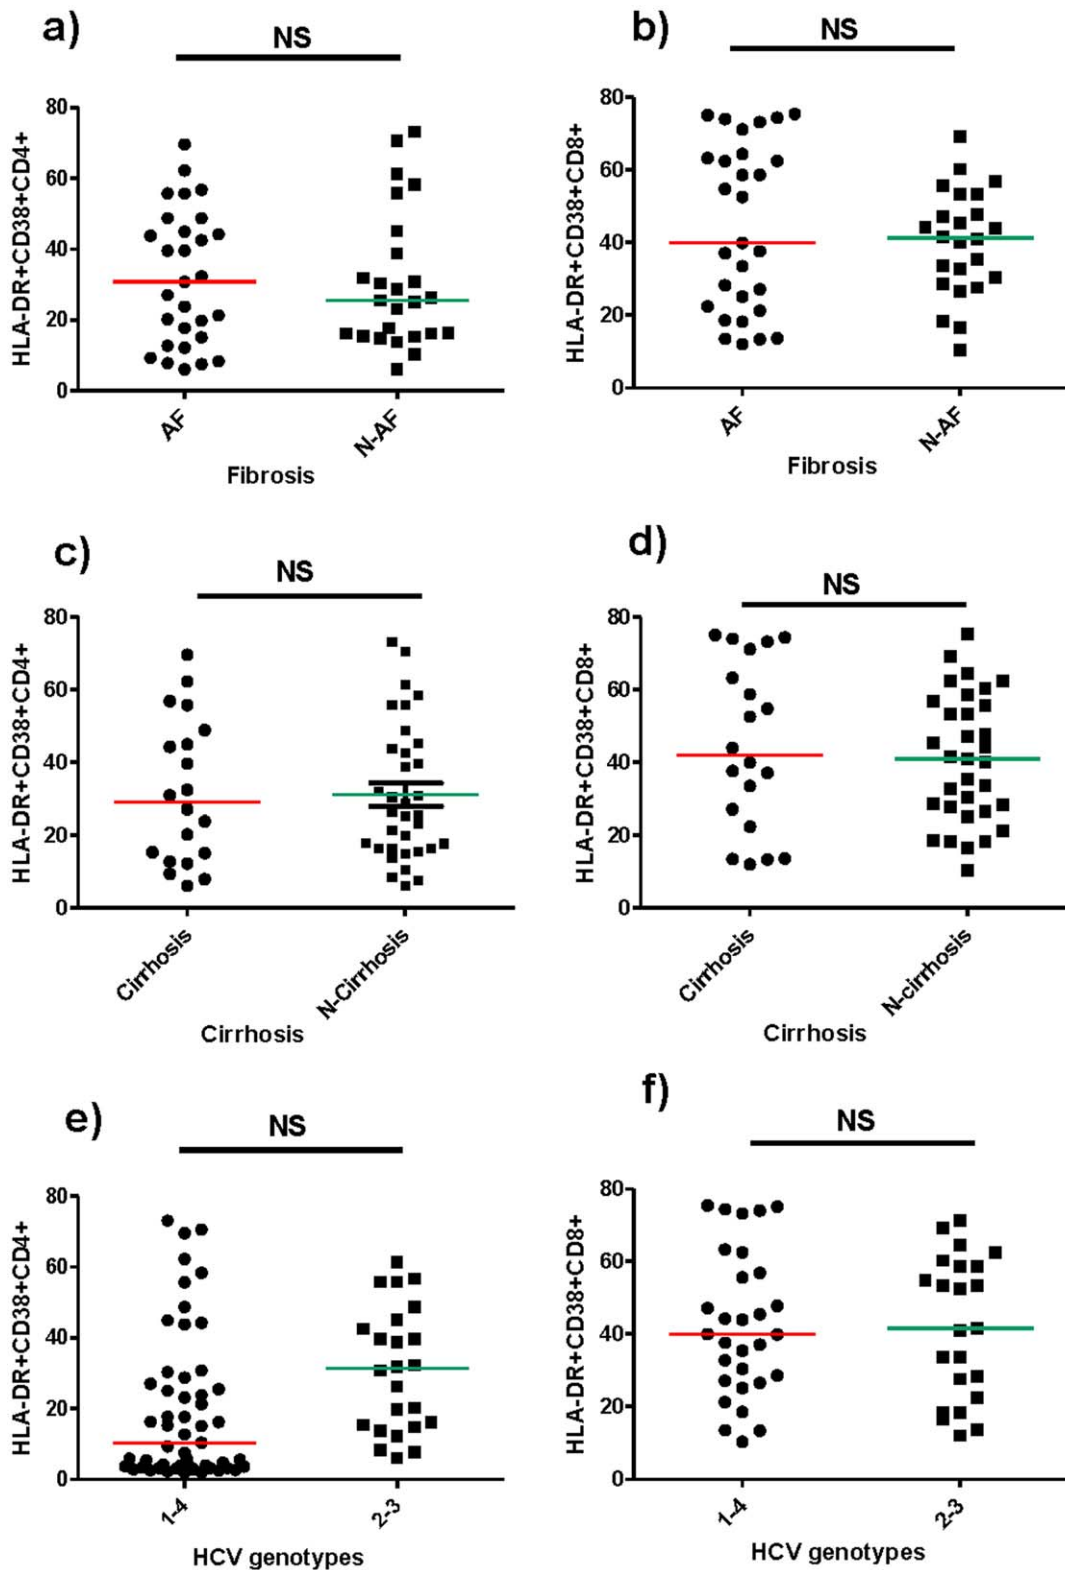 a)
NS
HLA-DR+CD38+CD4+
80
60
40
20
0
AF
N-AF
Fibrosis
b)
NS
HLA-DR+CD38+CD8+
80
60
40
20
0
AF
N-AF
Fibrosis
c)
NS
HLA-DR+CD38+CD4+
80
60
40
20
0
Cirrhosis
N-Cirrhosis
Cirrhosis
d)
NS
HLA-DR+CD38+CD8+
80
60
40
20
0
Cirrhosis
N-cirrhosis
Cirrhosis
e)
NS
HLA-DR+CD38+CD4+
80
60
40
20
0
1-4
2-3
HCV genotypes
f)
NS
HLA-DR+CD38+CD8+
80
60
40
20
0
1-4
2-3
HCV genotypes